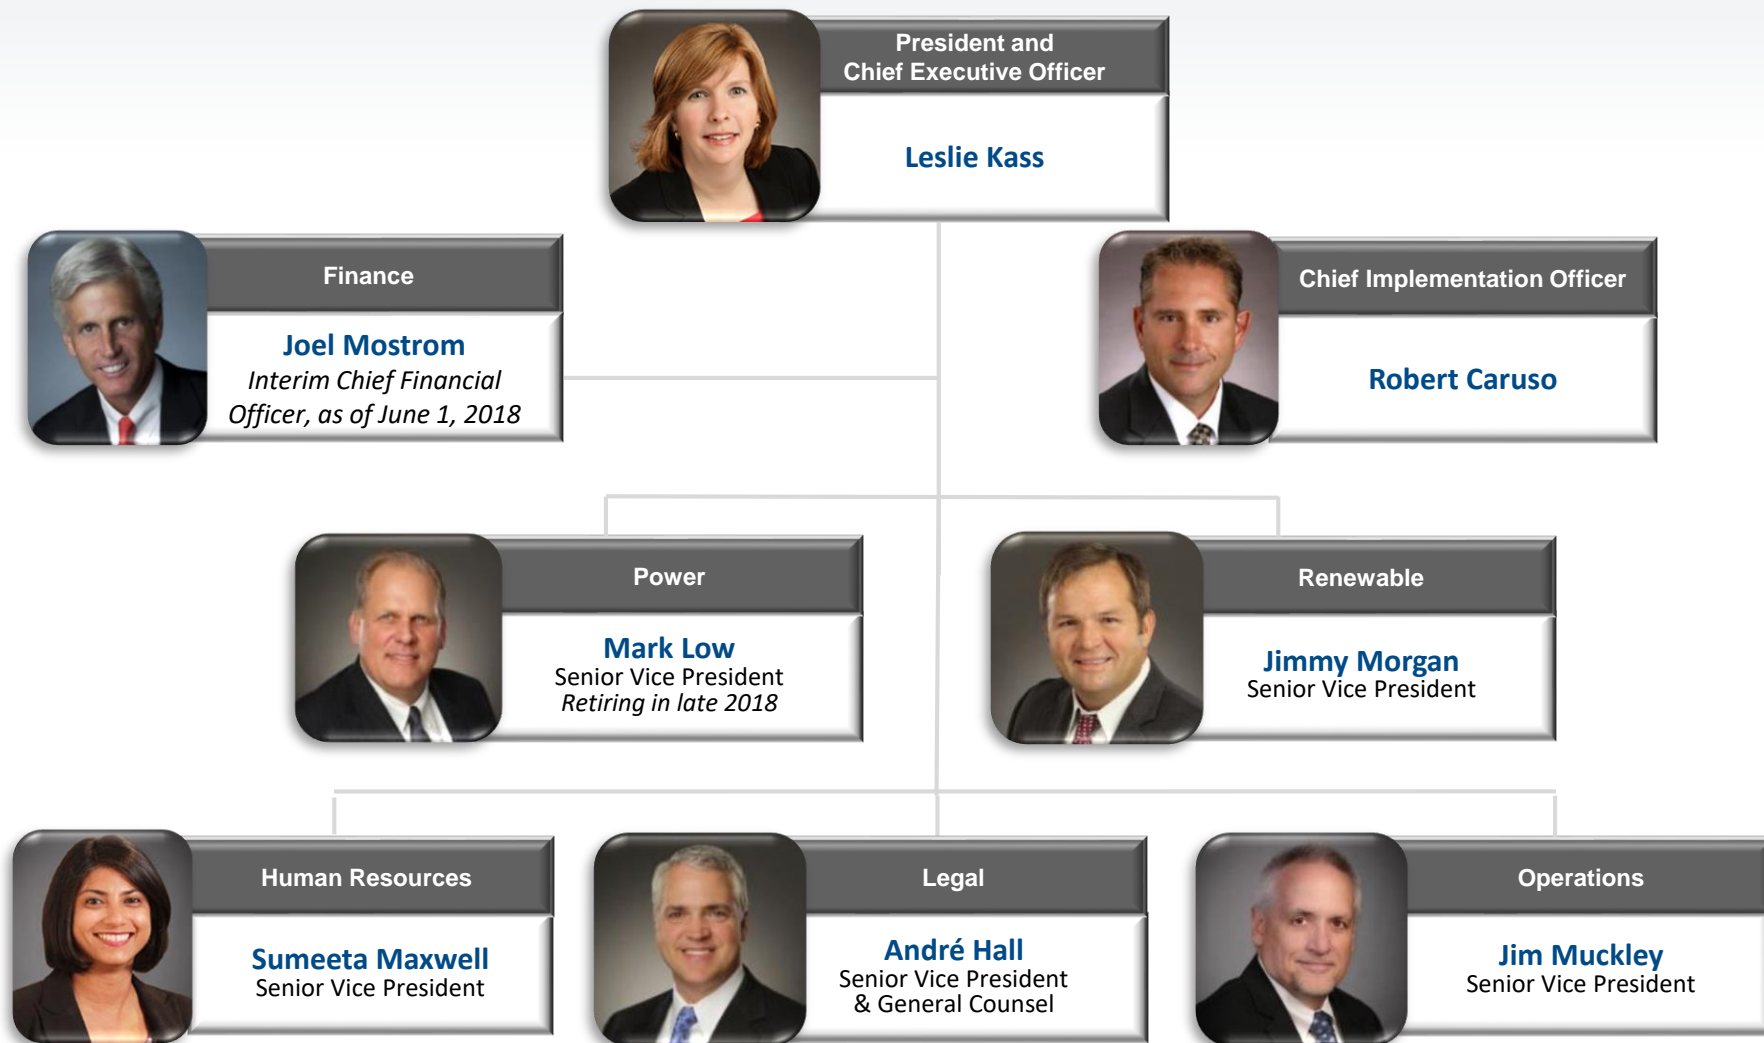 President and
Chief Executive Officer
Leslie Kass
Finance
Joel Mostrom
Interim Chief Financial
Officer, as of June 1, 2018
Chief Implementation Officer
Robert Caruso
Power
Mark Low
Senior Vice President
Retiring in late 2018
Renewable
Jimmy Morgan
Senior Vice President
Human Resources
Sumeeta Maxwell
Senior Vice President
Legal
André Hall
Senior Vice President
& General Counsel
Operations
Jim Muckley
Senior Vice President